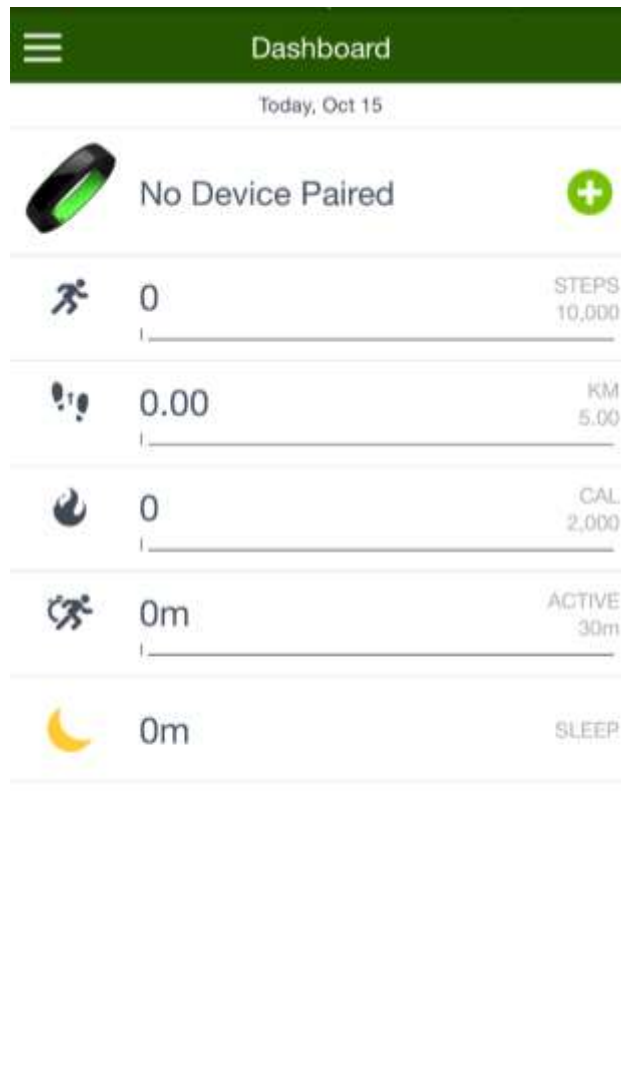 Dashboard
Today, Oct 15
No Device Paired
0
STEPS
10,000
0.00
KM
5.00
0
CAL
2,000
0m
ACTIVE
30m
0m
SLEEP